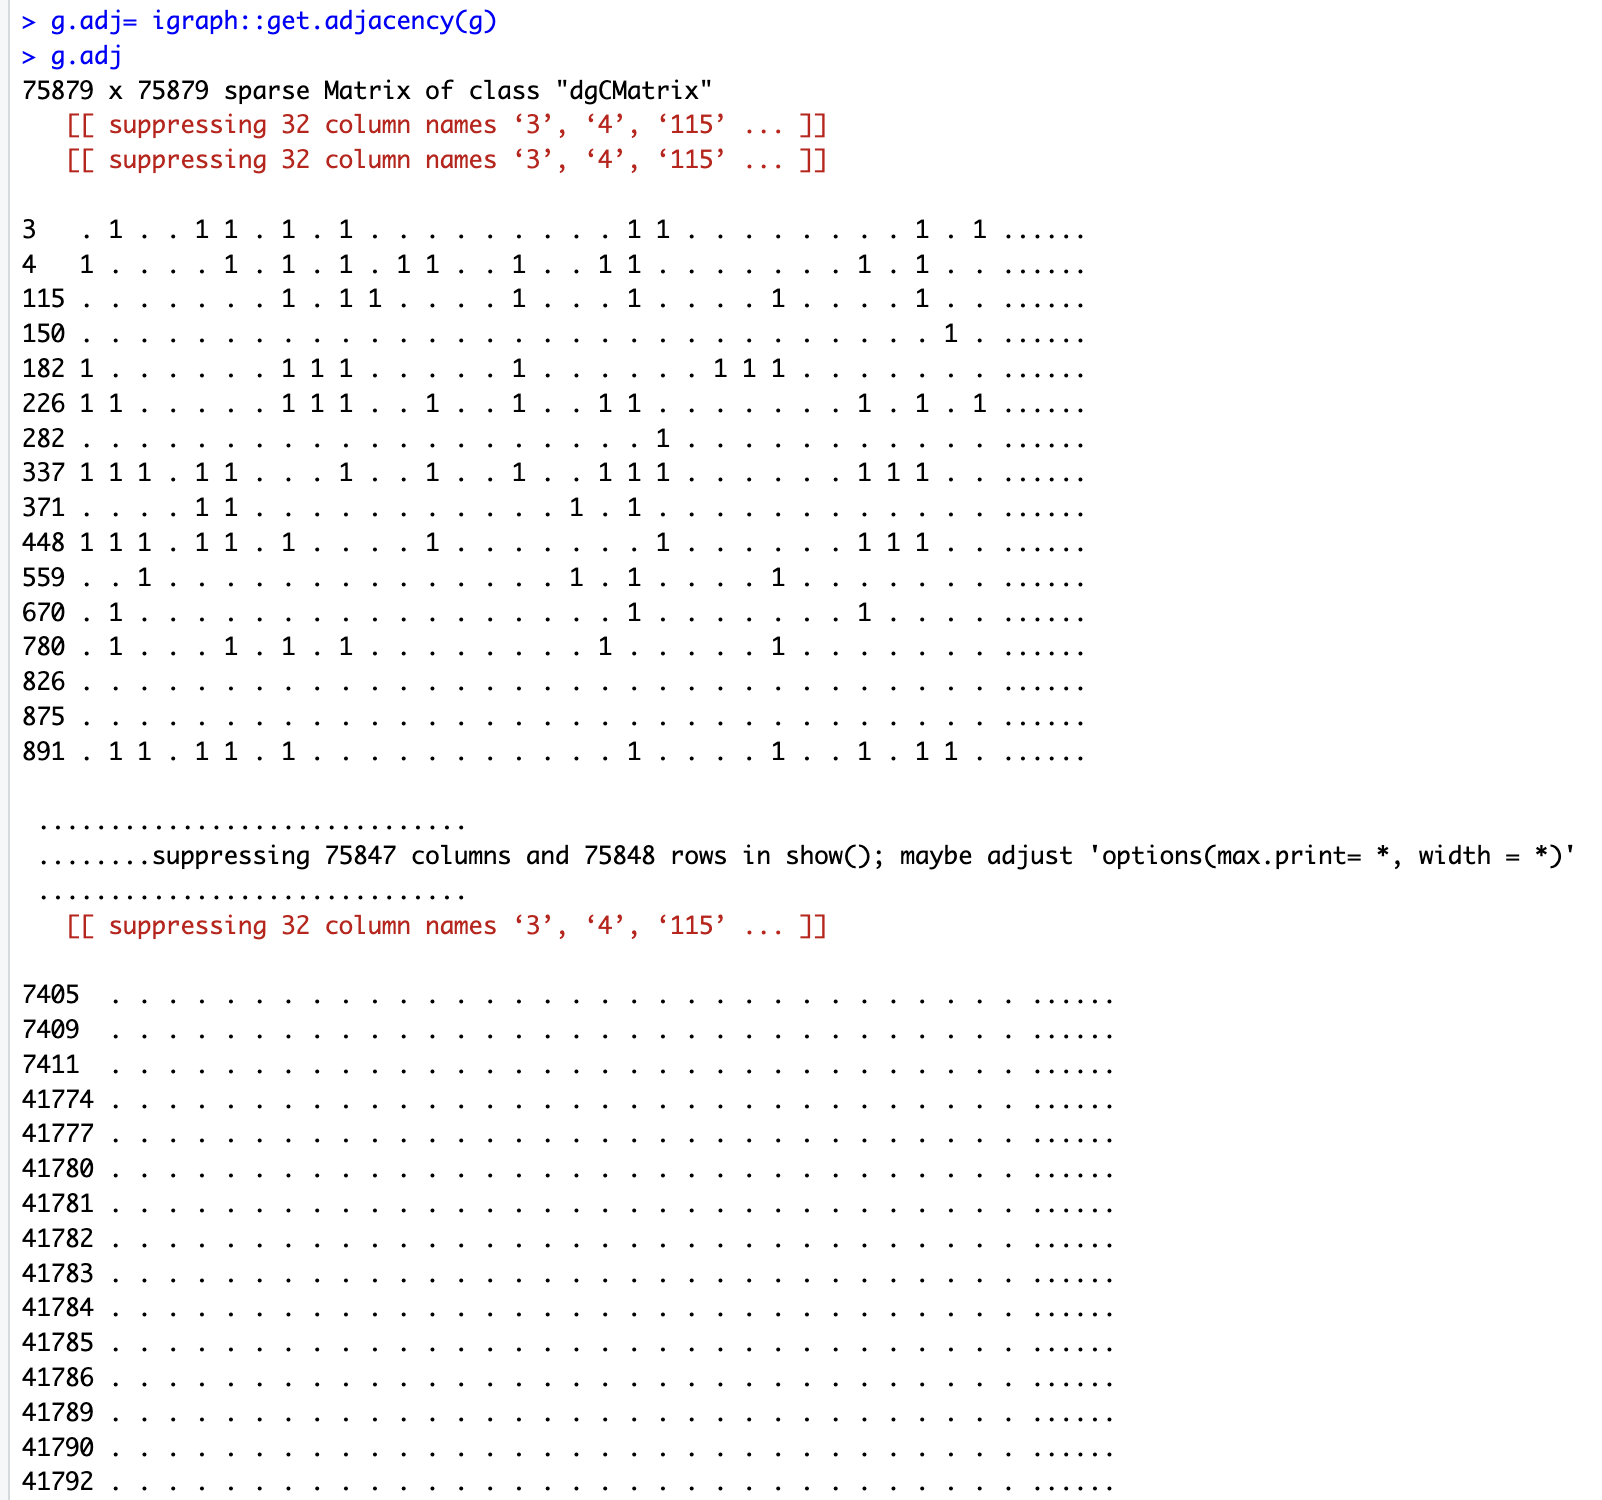 > g.adj= igraph::get.adjacency(g)
> g.adj
75879 x 75879 sparse Matrix of class "dgCMatrix"
[[ suppressing 32 column names ‘3’, ‘4’, ‘115’ ... ]]
[[ suppressing 32 column names ‘3’, ‘4’, ‘115’ ... ]]
3 . 1 . . 1 1 . 1 . 1 . . . . . . . . . 1 1 . . . . . . . . 1 . 1 ......
4 1 . . . . 1 . 1 . 1 . 1 1 . . 1 . . 1 1 . . . . . . . 1 . 1 . . ......
115 . . . . . . . 1 . 1 1 . . . . 1 . . . 1 . . . . 1 . . . . 1 . . ......
150 . . . . . . . . . . . . . . . . . . . . . . . . . . . . . . 1 . ......
182 1 . . . . . . 1 1 1 . . . . . 1 . . . . . . 1 1 1 . . . . . . . ......
226 1 1 . . . . . 1 1 1 . . 1 . . 1 . . 1 1 . . . . . . . 1 . 1 . 1 ......
282 . . . . . . . . . . . . . . . . . . . . 1 . . . . . . . . . . . ......
337 1 1 1 . 1 1 . . . 1 . . 1 . . 1 . . 1 1 1 . . . . . . 1 1 1 . . ......
371 . . . . 1 1 . . . . . . . . . . . 1 . 1 . . . . . . . . . . . . ......
448 1 1 1 . 1 1 . 1 . . . . 1 . . . . . . . 1 . . . . . . 1 1 1 . . ......
559 . . 1 . . . . . . . . . . . . . . 1 . 1 . . . . 1 . . . . . . . ......
670 . 1 . . . . . . . . . . . . . . . . . 1 . . . . . . . 1 . . . . ......
780 . 1 . . . 1 . 1 . 1 . . . . . . . . 1 . . . . . 1 . . . . . . . ......
826 . . . . . . . . . . . . . . . . . . . . . . . . . . . . . . . . ......
875 . . . . . . . . . . . . . . . . . . . . . . . . . . . . . . . . ......
891 . 1 1 . 1 1 . 1 . . . . . . . . . . . 1 . . . . 1 . . 1 . 1 1 . ......
..............................
........suppressing 75847 columns and 75848 rows in show(); maybe adjust 'options(max.print= *, width = *)'
..............................
[[ suppressing 32 column names ‘3’, ‘4’, ‘115’ ... ]]
7405 . . . . . . . . . . . . . . . . . . . . . . . . . . . . . . . . ......
7409 . . . . . . . . . . . . . . . . . . . . . . . . . . . . . . . . ......
7411 . . . . . . . . . . . . . . . . . . . . . . . . . . . . . . . . ......
41774 . . . . . . . . . . . . . . . . . . . . . . . . . . . . . . . . ......
41777 . . . . . . . . . . . . . . . . . . . . . . . . . . . . . . . . ......
41780 . . . . . . . . . . . . . . . . . . . . . . . . . . . . . . . . ......
41781 . . . . . . . . . . . . . . . . . . . . . . . . . . . . . . . . ......
41782 . . . . . . . . . . . . . . . . . . . . . . . . . . . . . . . . ......
41783 . . . . . . . . . . . . . . . . . . . . . . . . . . . . . . . . ......
41784 . . . . . . . . . . . . . . . . . . . . . . . . . . . . . . . . ......
41785 . . . . . . . . . . . . . . . . . . . . . . . . . . . . . . . . ......
41786 . . . . . . . . . . . . . . . . . . . . . . . . . . . . . . . . ......
41789 . . . . . . . . . . . . . . . . . . . . . . . . . . . . . . . . ......
41790 . . . . . . . . . . . . . . . . . . . . . . . . . . . . . . . . ......
41792 . . . . . . . . . . . . . . . . . . . . . . . . . . . . . . . . ......